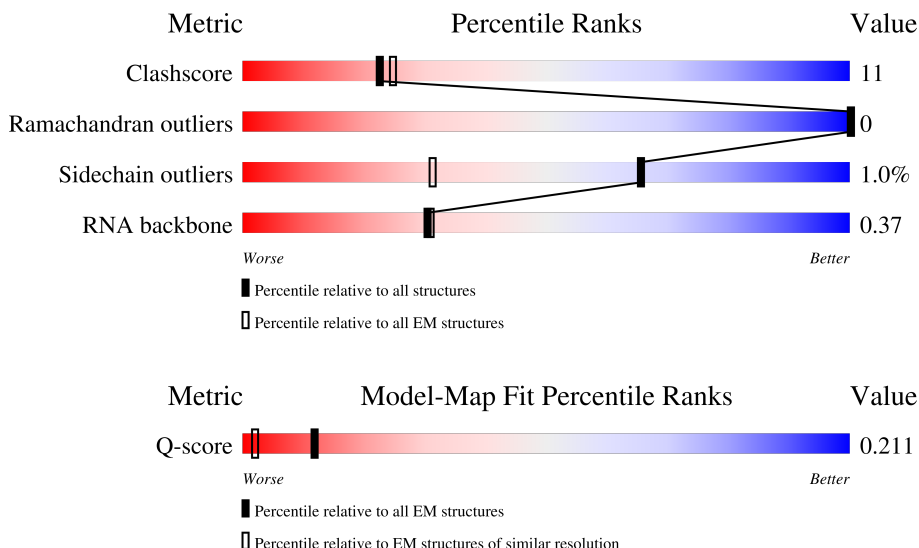 Metric Percentile Ranks Value
Clashscore 11
Ramachandran outliers 0
Sidechain outliers 1.0%
RNA backbone 0.37
Worse Better
Percentile relative to all structures
Percentile relative to all EM structures
Metric Model-Map Fit Percentile Ranks Value
Q-score 0.211
Worse Better
Percentile relative to all EM structures
Percentile relative to EM structures of similar resolution